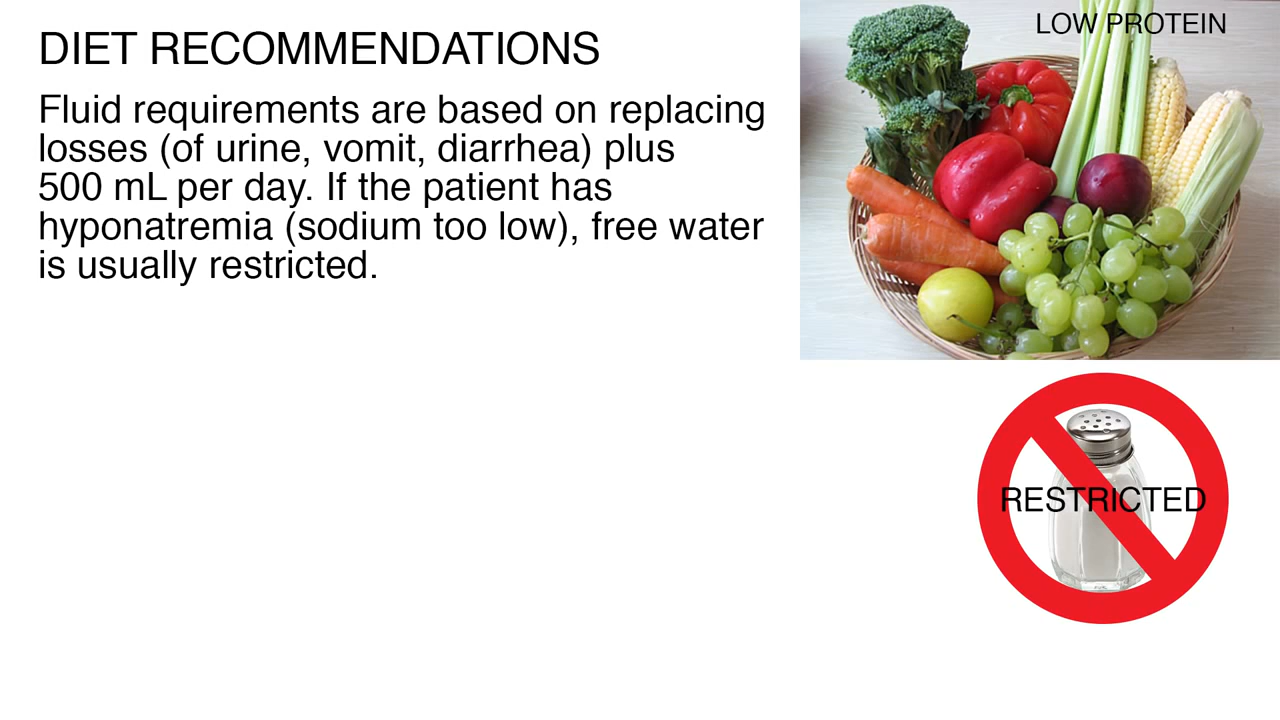 DIET RECOMMENDATIONS
Fluid requirements are based on replacing
losses (of urine, vomit, diarrhea) plus
500 mL per day. If the patient has
hyponatremia (sodium too low), free water
is usually restricted.
LOW PROTEIN
RESTRICTED